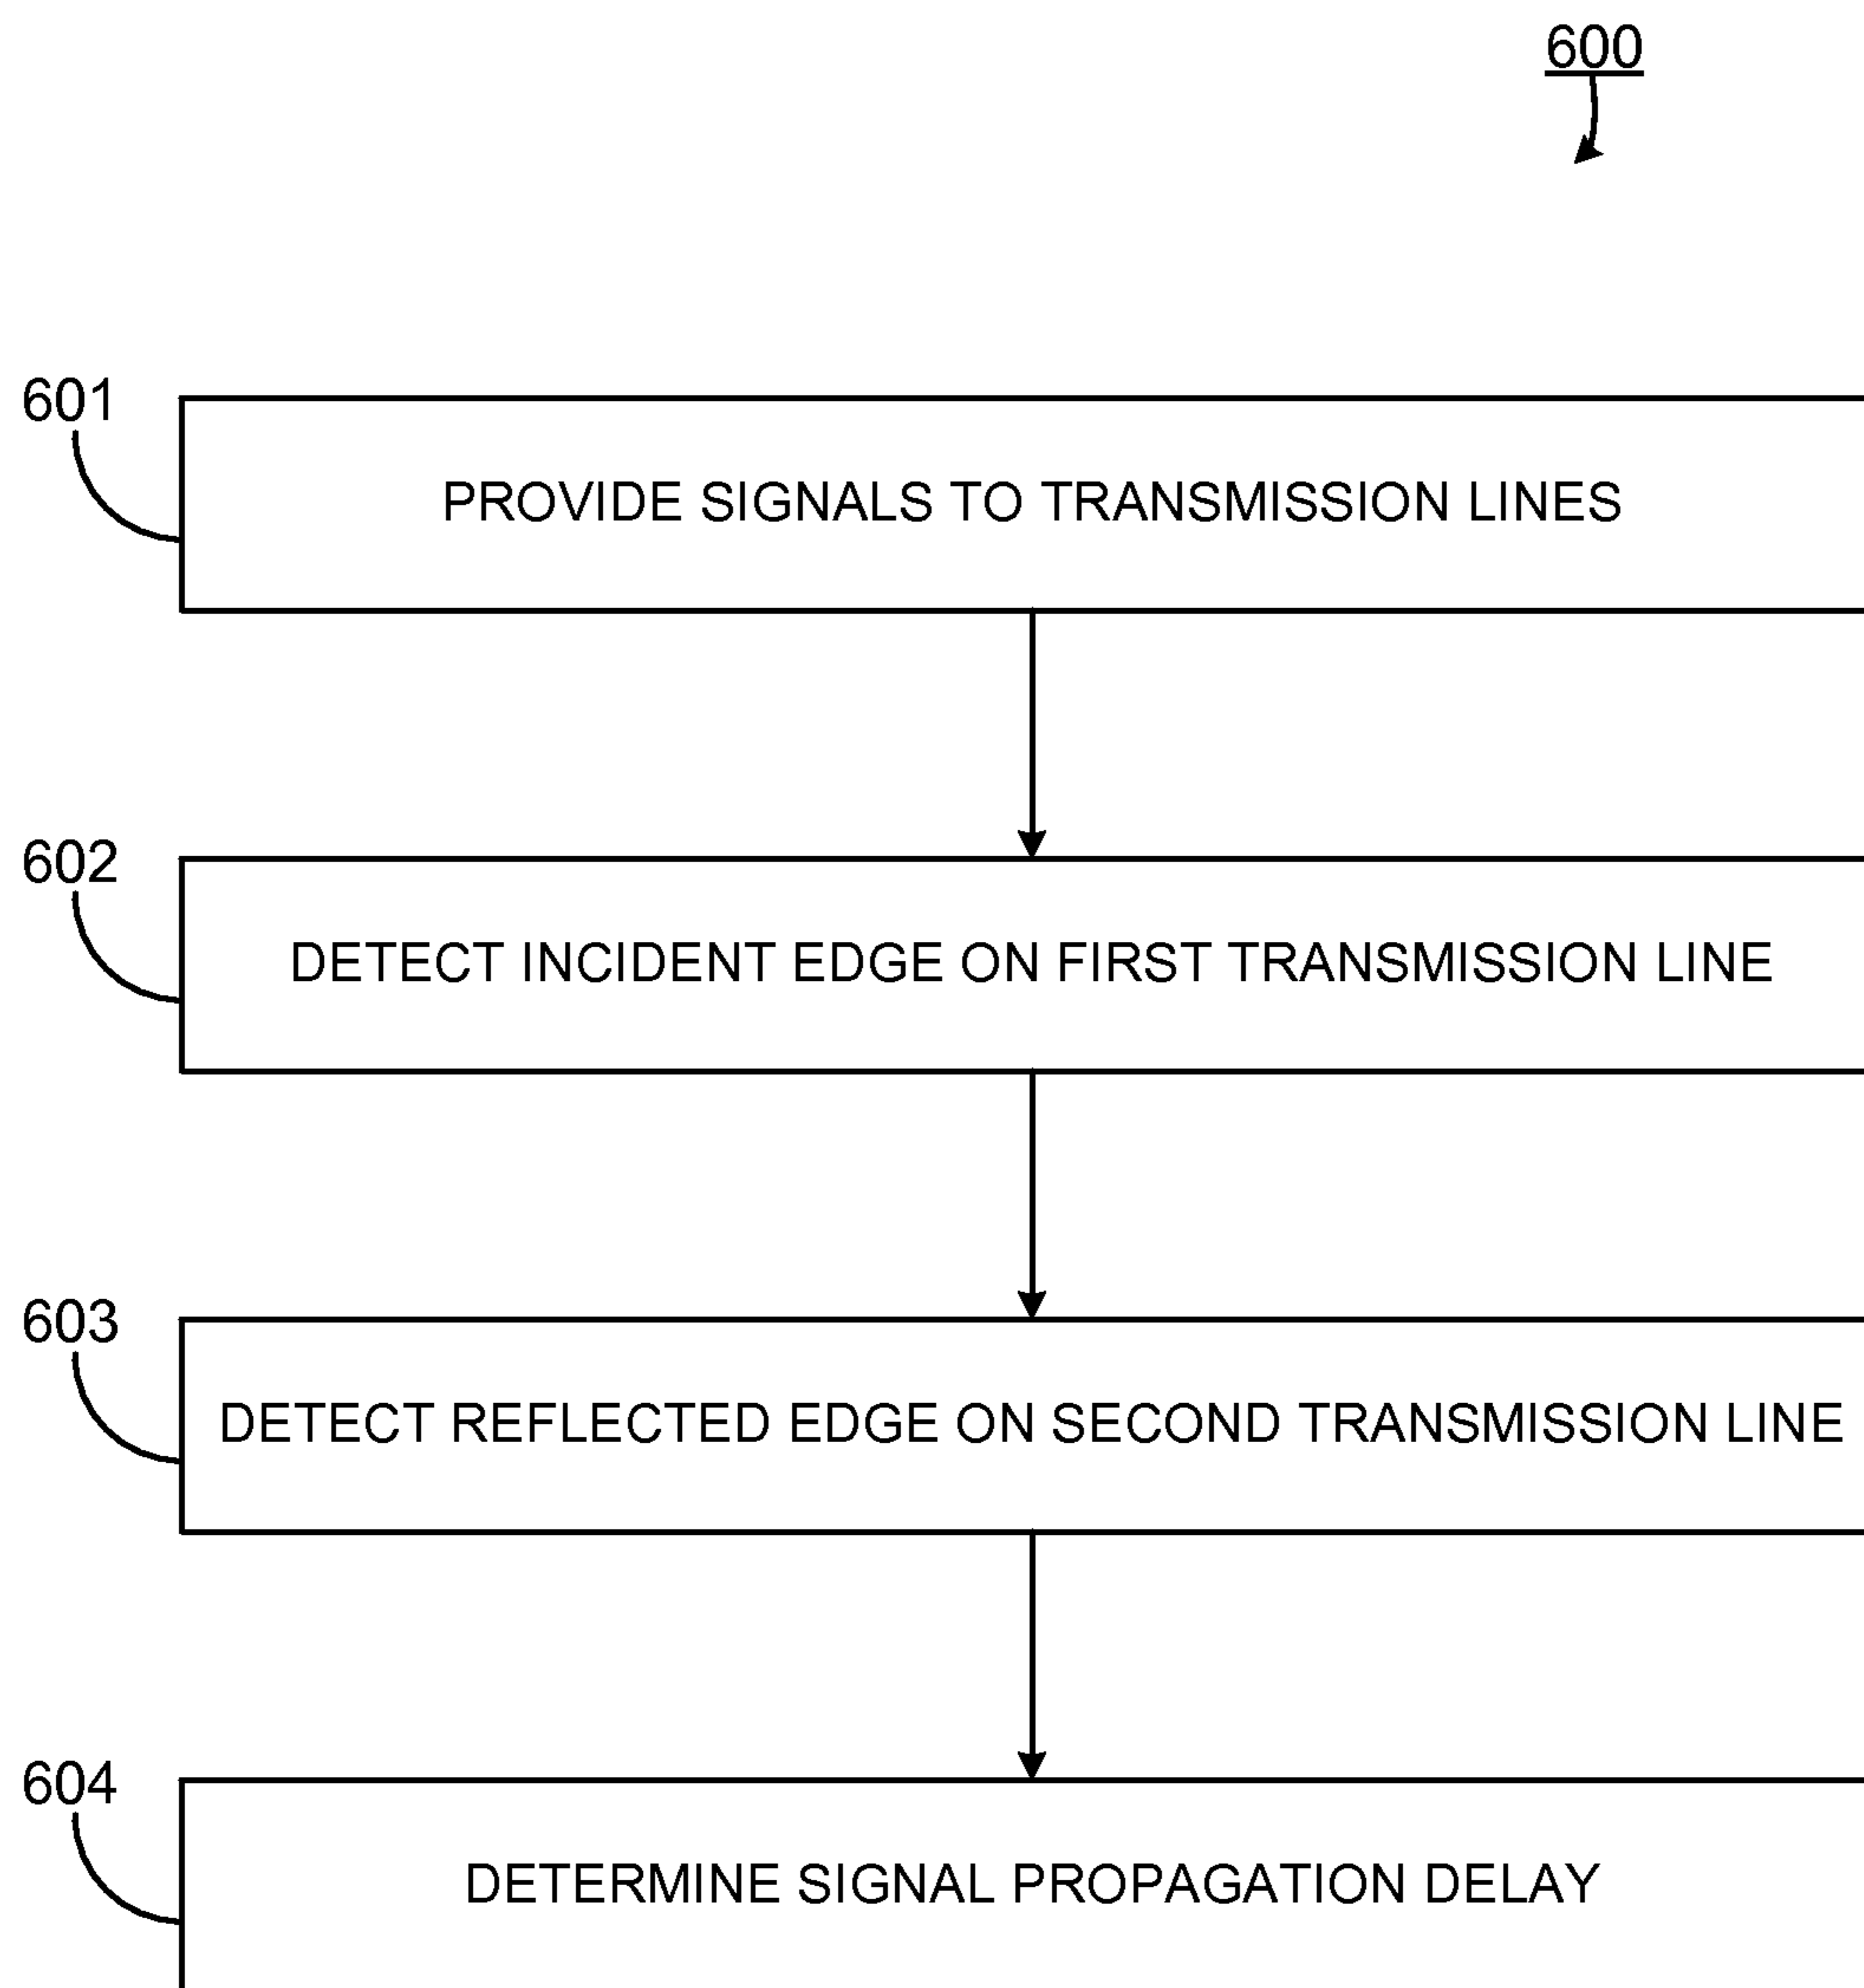 600
601
PROVIDE SIGNALS TO TRANSMISSION LINES
602
DETECT INCIDENT EDGE ON FIRST TRANSMISSION LINE
603
DETECT REFLECTED EDGE ON SECOND TRANSMISSION LINE
604
DETERMINE SIGNAL PROPAGATION DELAY